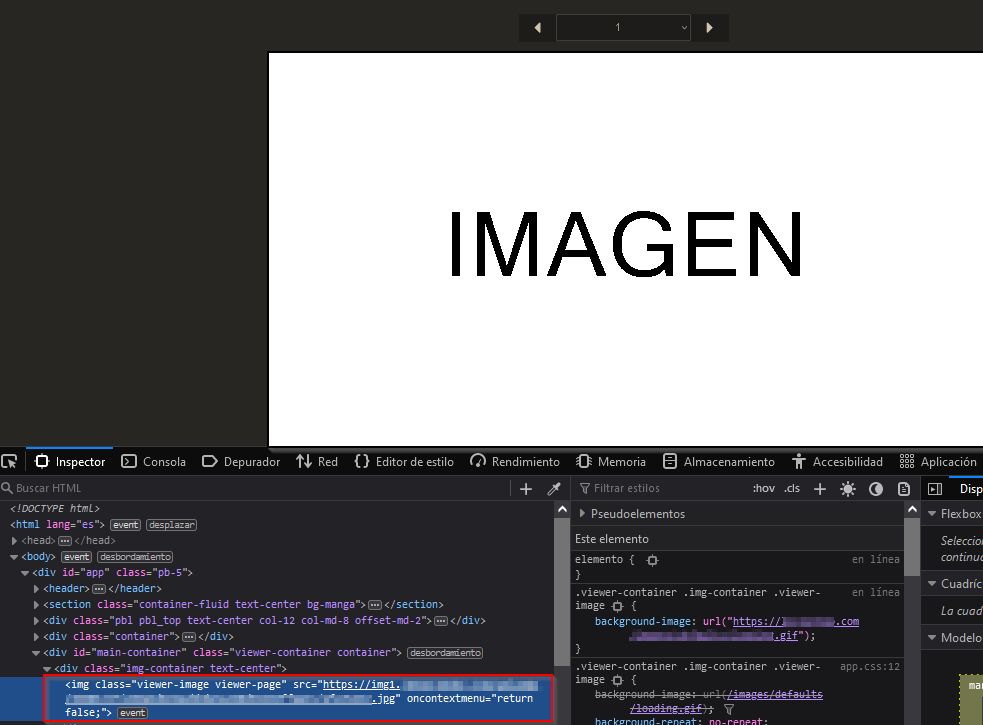 1
IMAGEN
Inspector Consola Depurador Red Editor de estilo Rendimiento Memoria Almacenamiento Accesibilidad Aplicación
Buscar HTML
<!DOCTYPE html>
<html lang="es"> event desplazar
<head> ••• </head>
<body> event desbordamiento
<div id="app" class="pb-5">
<header> ••• </header>
<section class="container-fluid text-center bg-manga"> ••• </section>
<div class="pbl pbl_top text-center col-12 col-md-8 offset-md-2"> ••• </div>
<div class="container"> ••• </div>
<div id="main-container" class="viewer-container container"> desbordamiento
<div class="img-container text-center">
<img class="viewer-image viewer-page" src="https://img1.
.jpg" oncontextmenu="return
false;"> event
Filtrar estilos :hov .cls
Pseudoelementos
Este elemento
elemento { en línea
}
.viewer-container .img-container .viewer- en línea
image {
background-image: url("https:// .com
.gif");
}
.viewer-container .img-container .viewer- app.css:12
image {
background-image: url(/images/defaults
/loading.gif);
background-repeat: no-repeat;
Disp
Flexbox
Seleccio
continua
Cuadríc
La cuad
Modelo
mar